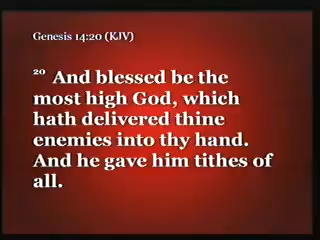 Genesis 14:20 (KJV)
20 And blessed be the
most high God, which
hath delivered thine
enemies into thy hand.
And he gave him tithes of
all.